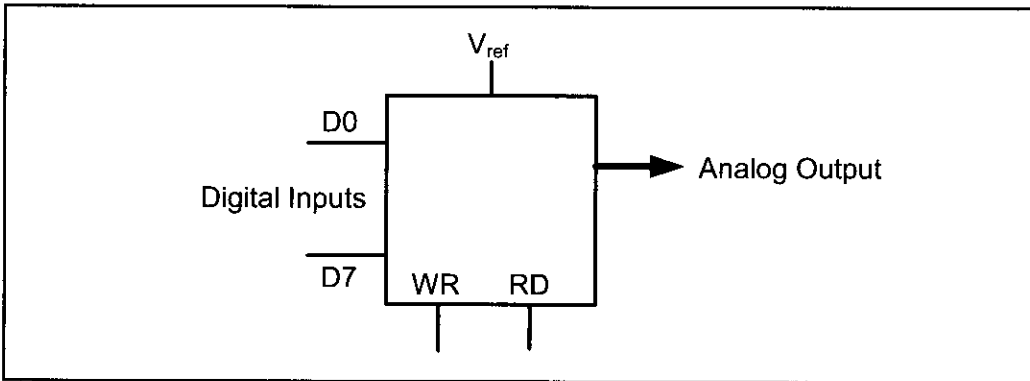 Vref
D0
Digital Inputs
D7
WR RD
Analog Output